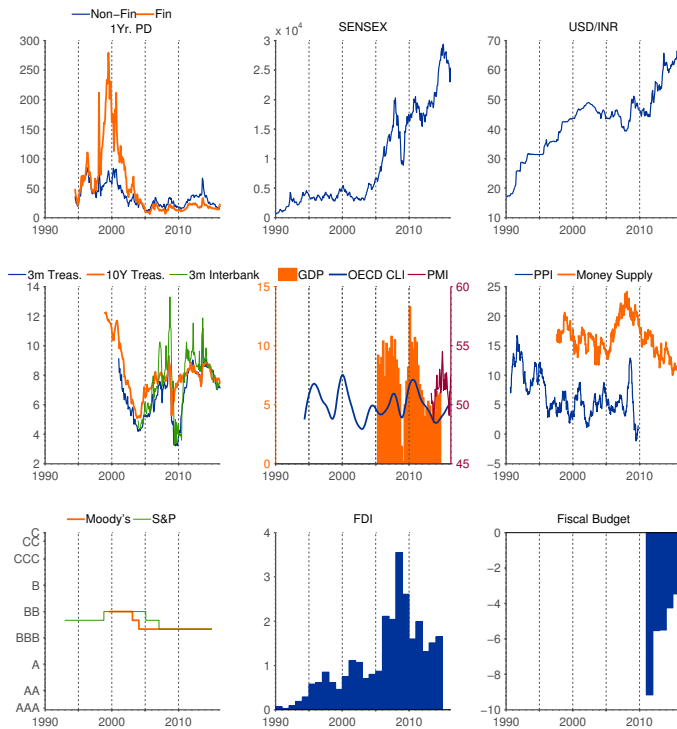 Non−Fin Fin
1Yr. PD
300
250
200
150
100
50
0
1990 2000 2010
x 10⁴ SENSEX
3.0
2.5
2.0
1.5
1.0
0.5
0.0
1990 2000 2010
USD/INR
70
60
50
40
30
20
10
1990 2000 2010
3m Treas. 10Y Treas. 3m Interbank
14
12
10
8
6
4
2
1990 2000 2010
GDP OECD CLI PMI
15
10
5
0
60
55
50
45
1990 2000 2010
PPI Money Supply
25
20
15
10
5
0
−5
1990 2000 2010
Moody's S&P
C
CC
CCC
B
BB
BBB
A
AA
AAA
1990 2000 2010
FDI
4
3
2
1
0
1990 2000 2010
Fiscal Budget
0
−2
−4
−6
−8
−10
1990 2000 2010